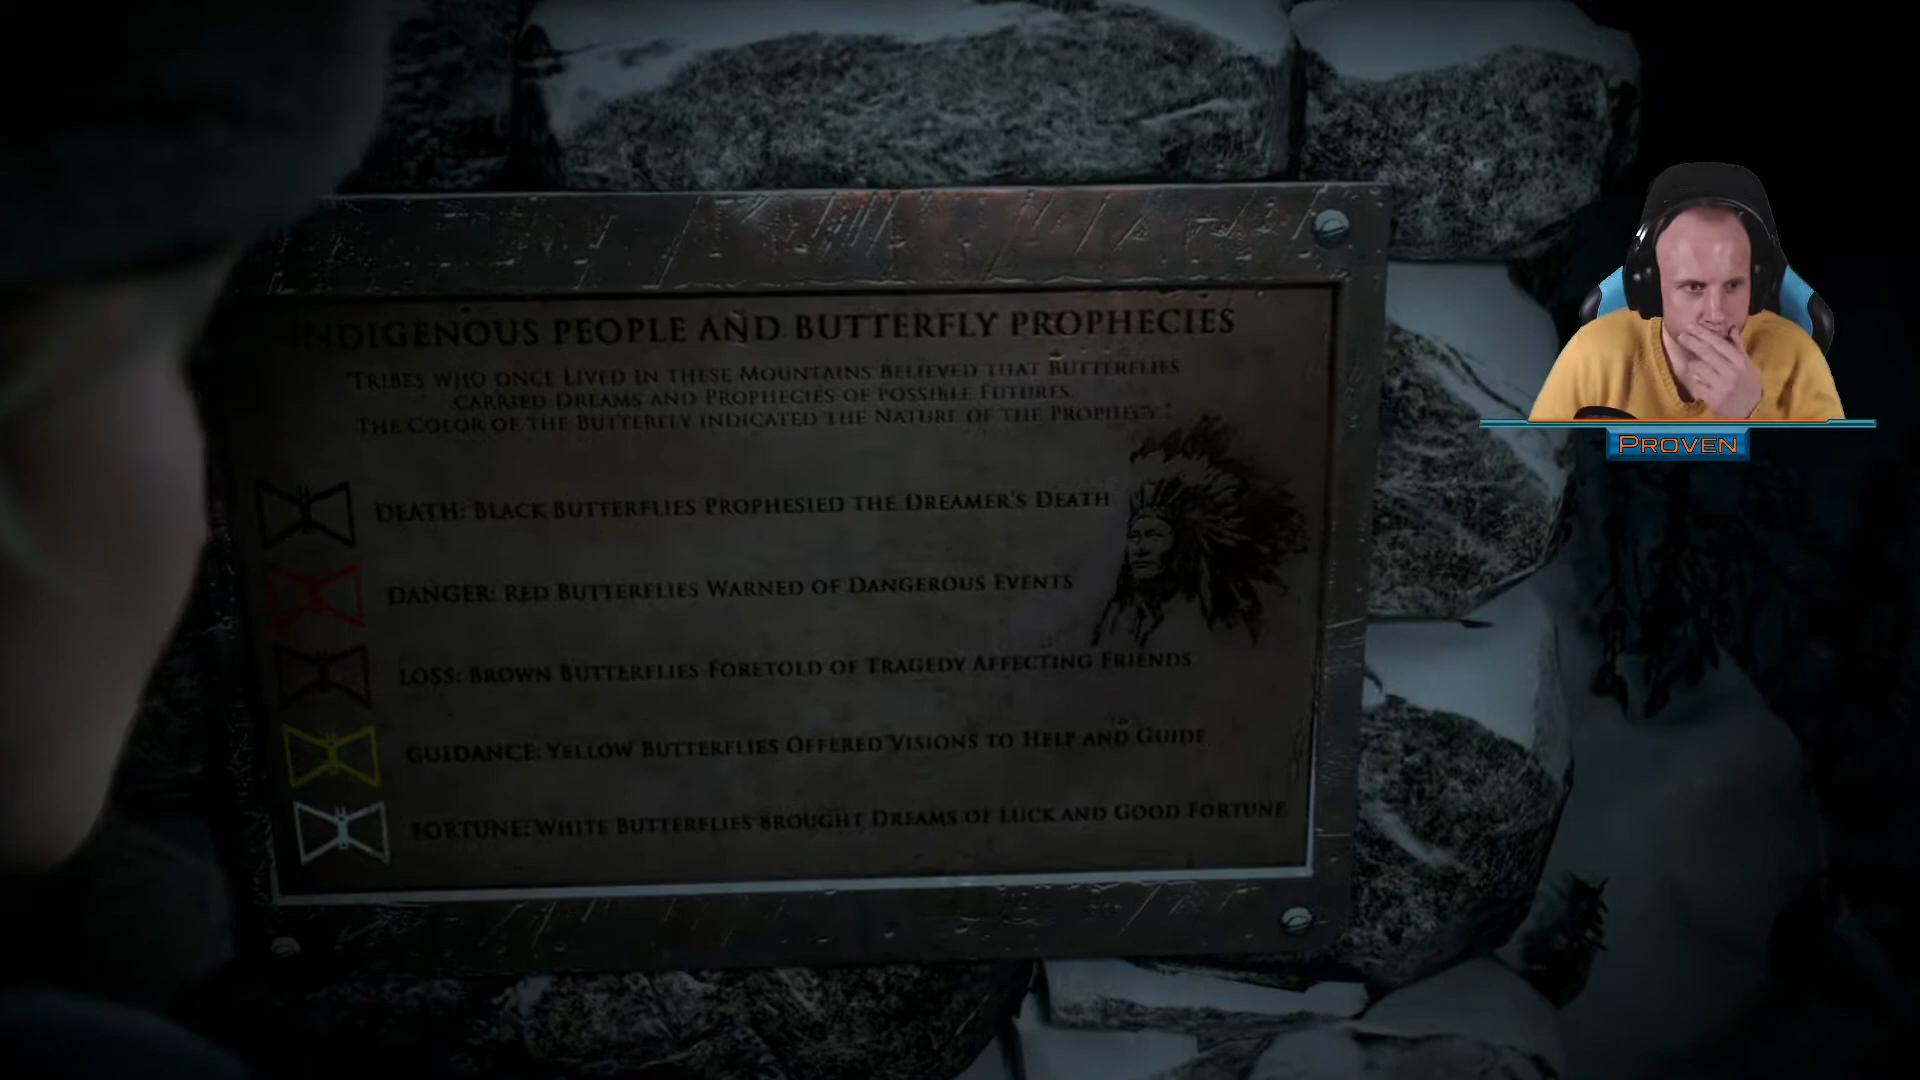 INDIGENOUS PEOPLE AND BUTTERFLY PROPHECIES
"TRIBES WHO ONCE LIVED IN THESE MOUNTAINS BELIEVED THAT BUTTERFLIES
CARRIED DREAMS AND PROPHECIES OF POSSIBLE FUTURES.
THE COLOR OF THE BUTTERFLY INDICATED THE NATURE OF THE PROPHECY."
DEATH: BLACK BUTTERFLIES PROPHESIED THE DREAMER'S DEATH
DANGER: RED BUTTERFLIES WARNED OF DANGEROUS EVENTS
LOSS: BROWN BUTTERFLIES FORETOLD OF TRAGEDY AFFECTING FRIENDS
GUIDANCE: YELLOW BUTTERFLIES OFFERED VISIONS TO HELP AND GUIDE
FORTUNE: WHITE BUTTERFLIES BROUGHT DREAMS OF LUCK AND GOOD FORTUNE
PROVEN